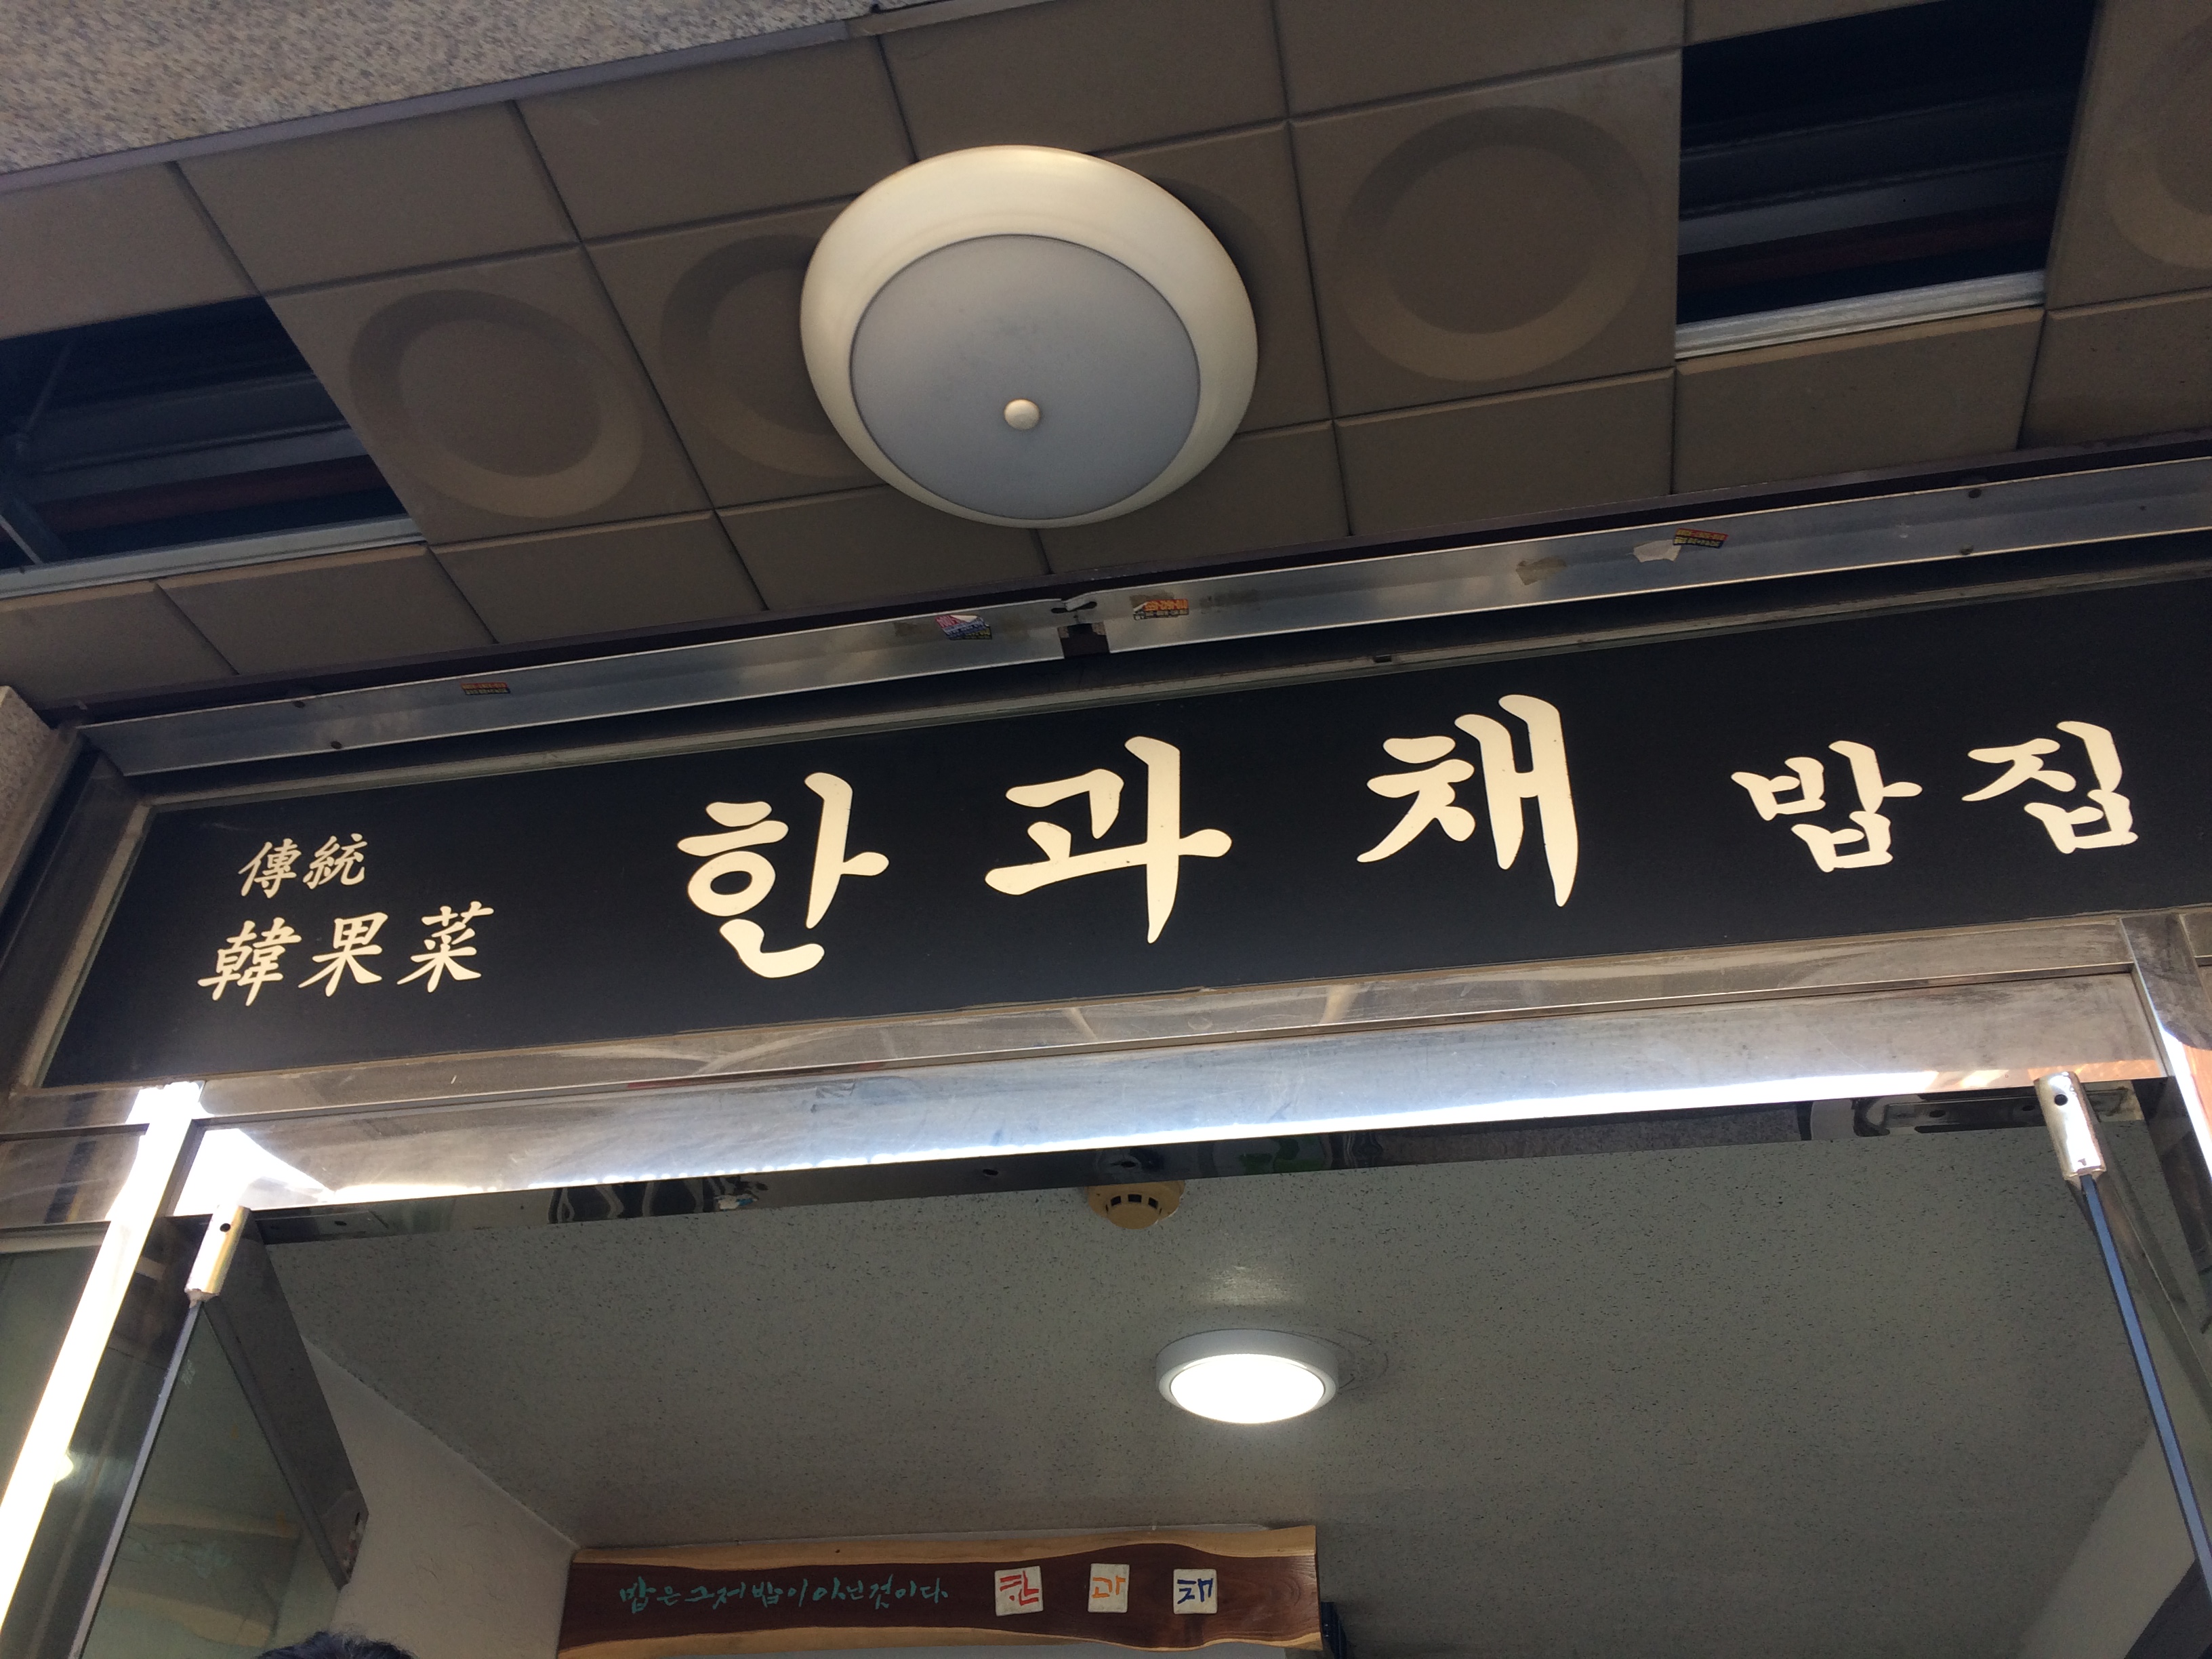 傳統
韓果菜
한과채 밥집
밥은 그저 밥이 아닌 것이다. 한과채